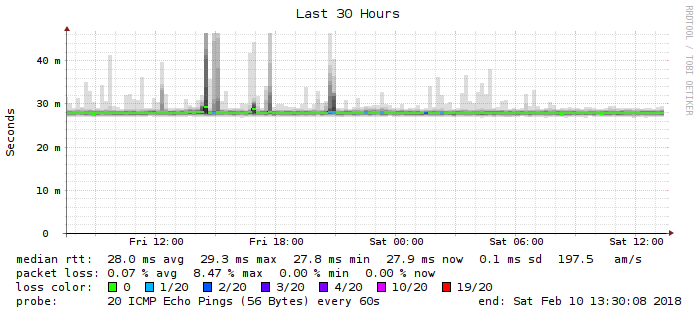 Last 30 Hours
RRDTOOL / TOBI OETIKER
Seconds
40 m
30 m
20 m
10 m
0
Fri 12:00 Fri 18:00 Sat 00:00 Sat 06:00 Sat 12:00
median rtt: 28.0 ms avg 29.3 ms max 27.8 ms min 27.9 ms now 0.1 ms sd 197.5 am/s
packet loss: 0.07 % avg 8.47 % max 0.00 % min 0.00 % now
loss color: 0 1/20 2/20 3/20 4/20 10/20 19/20
probe: 20 ICMP Echo Pings (56 Bytes) every 60s end: Sat Feb 10 13:30:08 2018